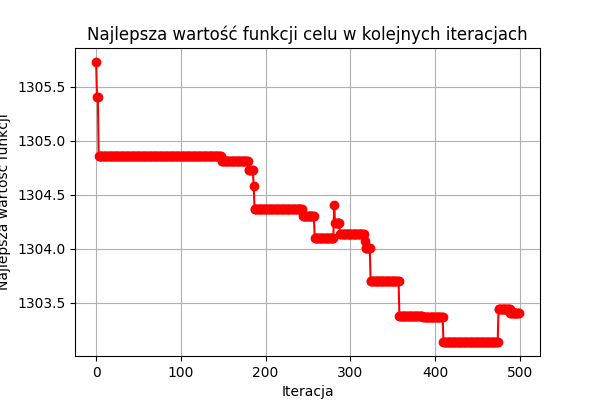 Najlepsza wartość funkcji celu w kolejnych iteracjach
1305.5
1305.0
1304.5
1304.0
1303.5
Najlepsza wartość funkcji
0 100 200 300 400 500
Iteracja